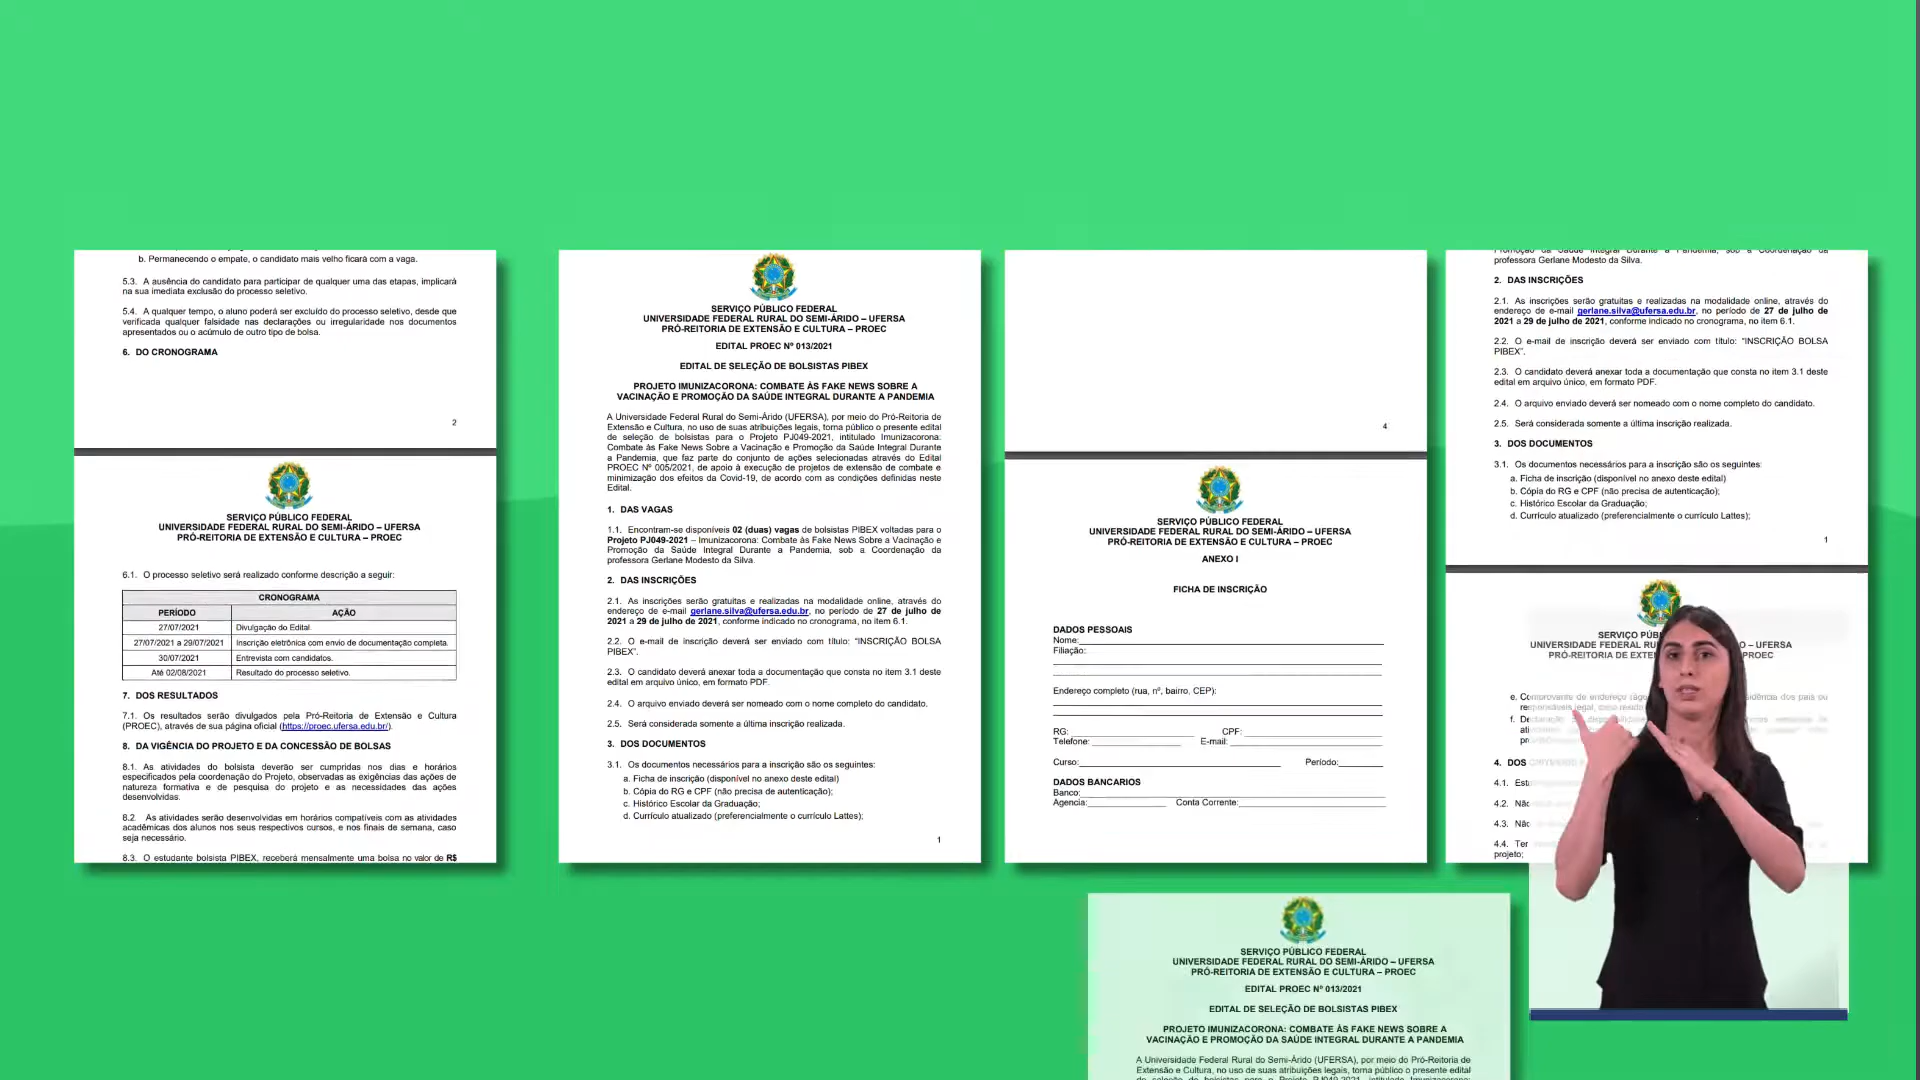 b. Permanecendo o empate, o candidato mais velho ficará com a vaga.
5.3. A ausência do candidato para participar de qualquer uma das etapas, implicará
na sua imediata exclusão do processo seletivo.
5.4. A qualquer tempo, o aluno poderá ser excluído do processo seletivo, desde que
verificada qualquer falsidade nas declarações ou irregularidade nos documentos
apresentados ou o acúmulo de outro tipo de bolsa.
6. DO CRONOGRAMA
2
SERVIÇO PÚBLICO FEDERAL
UNIVERSIDADE FEDERAL RURAL DO SEMI-ÁRIDO – UFERSA
PRÓ-REITORIA DE EXTENSÃO E CULTURA – PROEC
6.1. O processo seletivo será realizado conforme descrição a seguir:
CRONOGRAMA
PERÍODO AÇÃO
27/07/2021 Divulgação do Edital.
27/07/2021 a 29/07/2021 Inscrição eletrônica com envio de documentação completa.
30/07/2021 Entrevista com candidatos.
Até 02/08/2021 Resultado do processo seletivo.
7. DOS RESULTADOS
7.1. Os resultados serão divulgados pela Pró-Reitoria de Extensão e Cultura
(PROEC), através de sua página oficial (https://proec.ufersa.edu.br/).
8. DA VIGÊNCIA DO PROJETO E DA CONCESSÃO DE BOLSAS
8.1. As atividades do bolsista deverão ser cumpridas nos dias e horários
especificados pela coordenação do Projeto, observadas as exigências das ações de
natureza formativa e de pesquisa do projeto e as necessidades das ações
desenvolvidas.
8.2. As atividades serão desenvolvidas em horários compatíveis com as atividades
acadêmicas dos alunos nos seus respectivos cursos, e nos finais de semana, caso
seja necessário.
8.3. O estudante bolsista PIBEX, receberá mensalmente uma bolsa no valor de R$
SERVIÇO PÚBLICO FEDERAL
UNIVERSIDADE FEDERAL RURAL DO SEMI-ÁRIDO – UFERSA
PRÓ-REITORIA DE EXTENSÃO E CULTURA – PROEC
EDITAL PROEC Nº 013/2021
EDITAL DE SELEÇÃO DE BOLSISTAS PIBEX
PROJETO IMUNIZACORONA: COMBATE ÀS FAKE NEWS SOBRE A
VACINAÇÃO E PROMOÇÃO DA SAÚDE INTEGRAL DURANTE A PANDEMIA
A Universidade Federal Rural do Semi-Árido (UFERSA), por meio do Pró-Reitoria de
Extensão e Cultura, no uso de suas atribuições legais, torna público o presente edital
de seleção de bolsistas para o Projeto PJ049-2021, intitulado Imunizacorona:
Combate às Fake News Sobre a Vacinação e Promoção da Saúde Integral Durante
a Pandemia, que faz parte do conjunto de ações selecionadas através do Edital
PROEC Nº 005/2021, de apoio à execução de projetos de extensão de combate e
minimização dos efeitos da Covid-19, de acordo com as condições definidas neste
Edital.
1. DAS VAGAS
1.1. Encontram-se disponíveis 02 (duas) vagas de bolsistas PIBEX voltadas para o
Projeto PJ049-2021 – Imunizacorona: Combate às Fake News Sobre a Vacinação e
Promoção da Saúde Integral Durante a Pandemia, sob a Coordenação da
professora Gerlane Modesto da Silva.
2. DAS INSCRIÇÕES
2.1. As inscrições serão gratuitas e realizadas na modalidade online, através do
endereço de e-mail gerlane.silva@ufersa.edu.br, no período de 27 de julho de
2021 a 29 de julho de 2021, conforme indicado no cronograma, no item 6.1.
2.2. O e-mail de inscrição deverá ser enviado com título: “INSCRIÇÃO BOLSA
PIBEX”.
2.3. O candidato deverá anexar toda a documentação que consta no item 3.1 deste
edital em arquivo único, em formato PDF.
2.4. O arquivo enviado deverá ser nomeado com o nome completo do candidato.
2.5. Será considerada somente a última inscrição realizada.
3. DOS DOCUMENTOS
3.1. Os documentos necessários para a inscrição são os seguintes:
a. Ficha de inscrição (disponível no anexo deste edital)
b. Cópia do RG e CPF (não precisa de autenticação);
c. Histórico Escolar da Graduação;
d. Currículo atualizado (preferencialmente o currículo Lattes);
1
4
SERVIÇO PÚBLICO FEDERAL
UNIVERSIDADE FEDERAL RURAL DO SEMI-ÁRIDO – UFERSA
PRÓ-REITORIA DE EXTENSÃO E CULTURA – PROEC
ANEXO I
FICHA DE INSCRIÇÃO
DADOS PESSOAIS
Nome:
Filiação:
Endereço completo (rua, nº, bairro, CEP):
RG: CPF:
Telefone: E-mail:
Curso: Período:
DADOS BANCARIOS
Banco:
Agencia: Conta Corrente:
Promoção da Saúde Integral Durante a Pandemia, sob a Coordenação da
professora Gerlane Modesto da Silva.
2. DAS INSCRIÇÕES
2.1. As inscrições serão gratuitas e realizadas na modalidade online, através do
endereço de e-mail gerlane.silva@ufersa.edu.br, no período de 27 de julho de
2021 a 29 de julho de 2021, conforme indicado no cronograma, no item 6.1.
2.2. O e-mail de inscrição deverá ser enviado com título: “INSCRIÇÃO BOLSA
PIBEX”.
2.3. O candidato deverá anexar toda a documentação que consta no item 3.1 deste
edital em arquivo único, em formato PDF.
2.4. O arquivo enviado deverá ser nomeado com o nome completo do candidato.
2.5. Será considerada somente a última inscrição realizada.
3. DOS DOCUMENTOS
3.1. Os documentos necessários para a inscrição são os seguintes:
a. Ficha de inscrição (disponível no anexo deste edital)
b. Cópia do RG e CPF (não precisa de autenticação);
c. Histórico Escolar da Graduação;
d. Currículo atualizado (preferencialmente o currículo Lattes);
1
UNIVERSIDADE FEDERAL – UFERSA
PRÓ-REITORIA DE PROEC
e. Comprovante de endereço dos pais ou
f.
4. DOS
4.1.
4.2. Não
4.3. Não
4.4. Ter
projeto;
SERVIÇO PÚBLICO FEDERAL
UNIVERSIDADE FEDERAL RURAL DO SEMI-ÁRIDO – UFERSA
PRÓ-REITORIA DE EXTENSÃO E CULTURA – PROEC
EDITAL PROEC Nº 013/2021
EDITAL DE SELEÇÃO DE BOLSISTAS PIBEX
PROJETO IMUNIZACORONA: COMBATE ÀS FAKE NEWS SOBRE A
VACINAÇÃO E PROMOÇÃO DA SAÚDE INTEGRAL DURANTE A PANDEMIA
A Universidade Federal Rural do Semi-Árido (UFERSA), por meio do Pró-Reitoria de
Extensão e Cultura, no uso de suas atribuições legais, torna público o presente edital